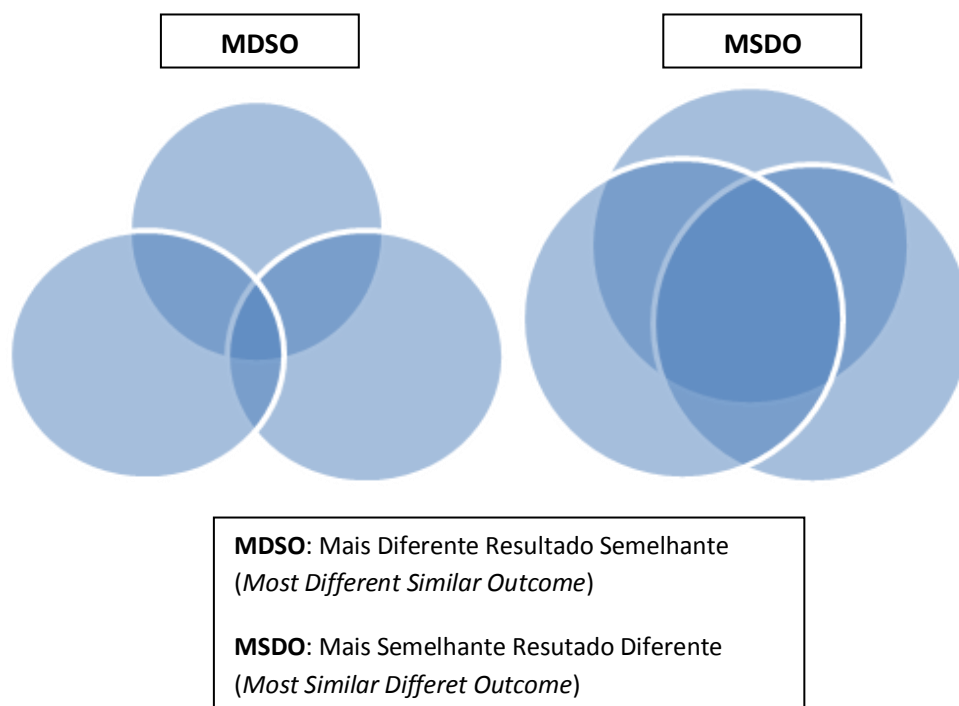 MDSO
MSDO
MDSO: Mais Diferente Resultado Semelhante
(Most Different Similar Outcome)
MSDO: Mais Semelhante Resutado Diferente
(Most Similar Differet Outcome)